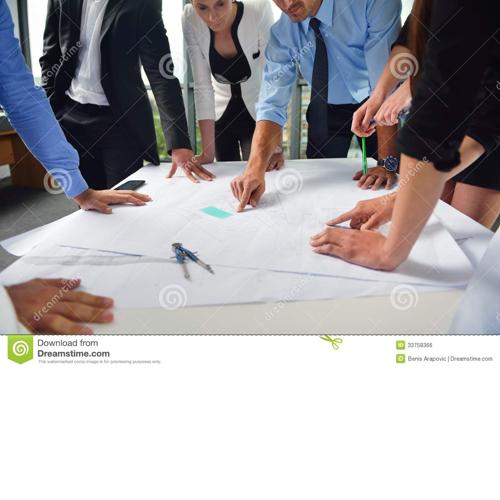 Download from
Dreamstime.com
This watermarked comp image is for previewing purposes only.
33758366
Benis Arapovic | Dreamstime.com